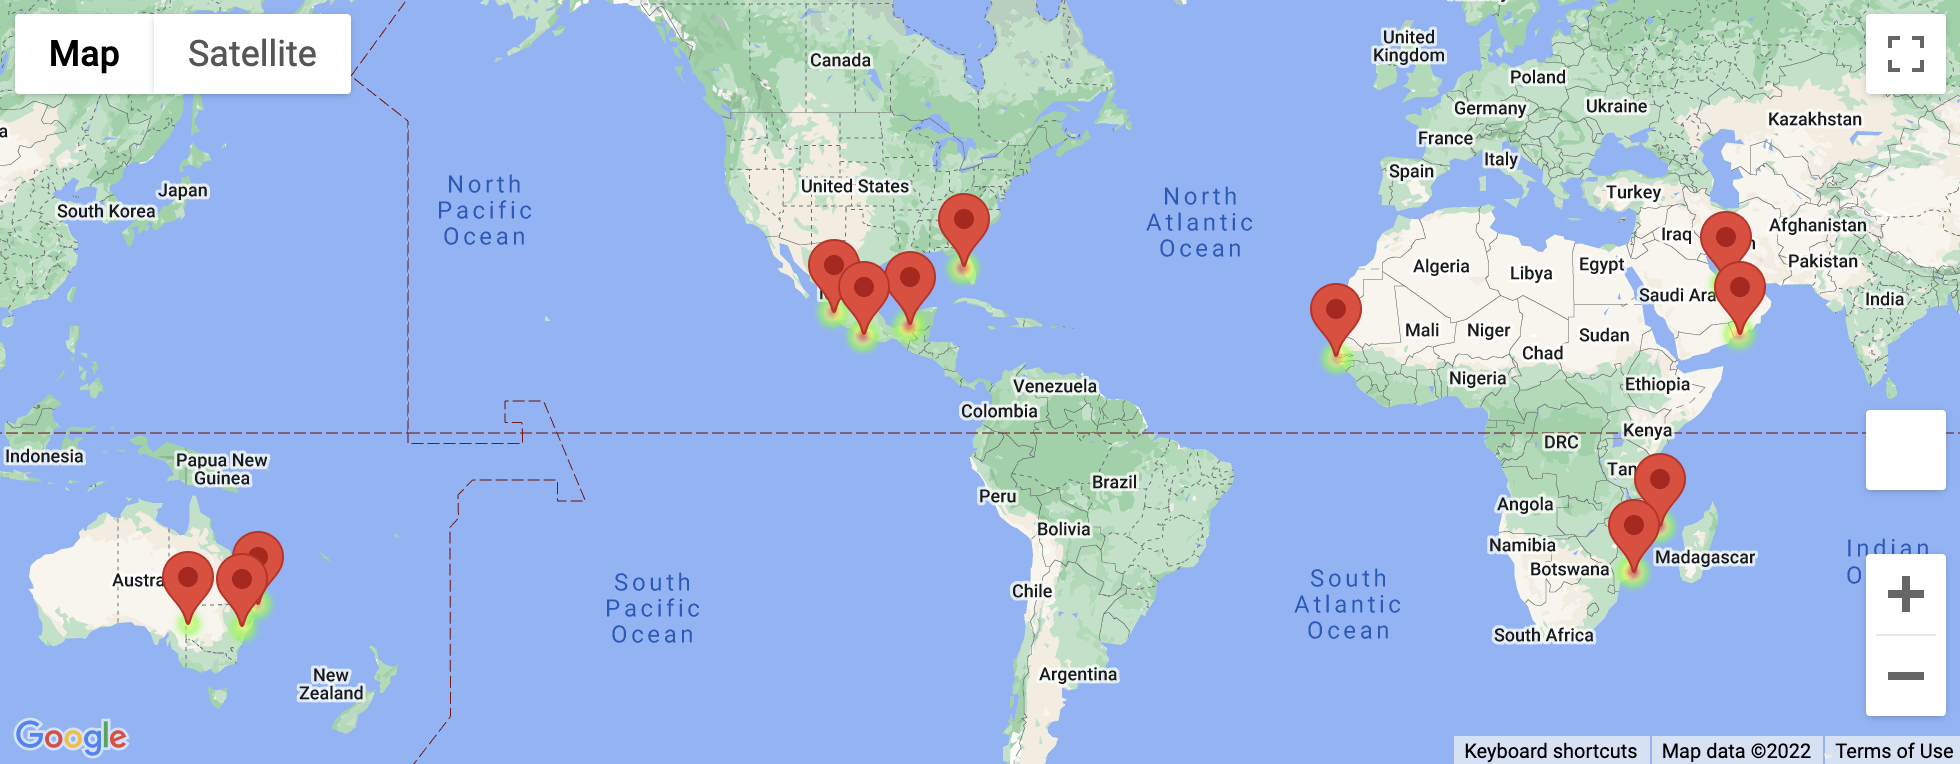 Map
Satellite
Canada
United
Kingdom
Poland
Germany
Ukraine
France
Kazakhstan
Italy
Spain
Turkey
Japan
South Korea
United States
North
Pacific
Ocean
North
Atlantic
Ocean
Afghanistan
Iraq
Pakistan
Algeria
Libya
Egypt
Saudi Ara
India
Mali
Niger
Sudan
Chad
Nigeria
Ethiopia
Venezuela
Colombia
Kenya
DRC
Indonesia
Papua New
Guinea
Tan
Brazil
Peru
Angola
Bolivia
Namibia
Botswana
Madagascar
Indian
O
Austra
Chile
South
Pacific
Ocean
South
Atlantic
Ocean
South Africa
New
Zealand
Argentina
Google
Keyboard shortcuts
Map data ©2022
Terms of Use